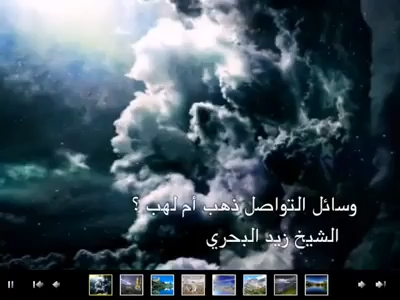 وسائل التواصل ذهب أم لهب ؟
الشيخ زيد البحري